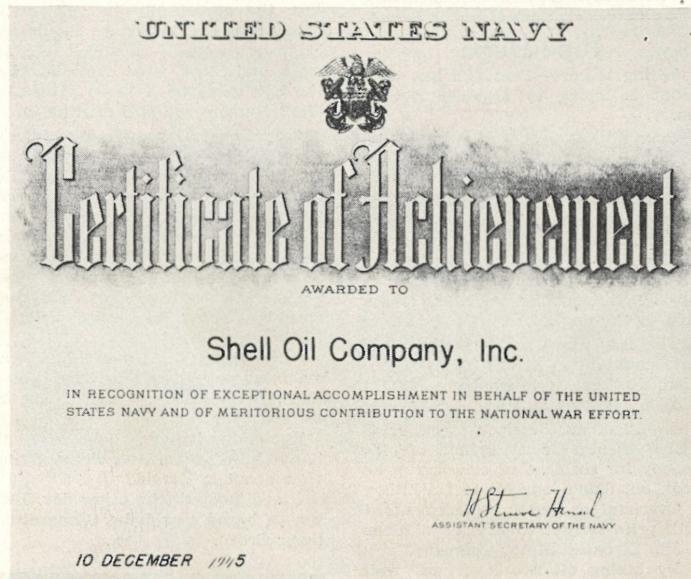 UNITED STATES NAVY
Certificate of Achievement
AWARDED TO
Shell Oil Company, Inc.
IN RECOGNITION OF EXCEPTIONAL ACCOMPLISHMENT IN BEHALF OF THE UNITED
STATES NAVY AND OF MERITORIOUS CONTRIBUTION TO THE NATIONAL WAR EFFORT.
H Struve Hensel
ASSISTANT SECRETARY OF THE NAVY
10 DECEMBER 1945